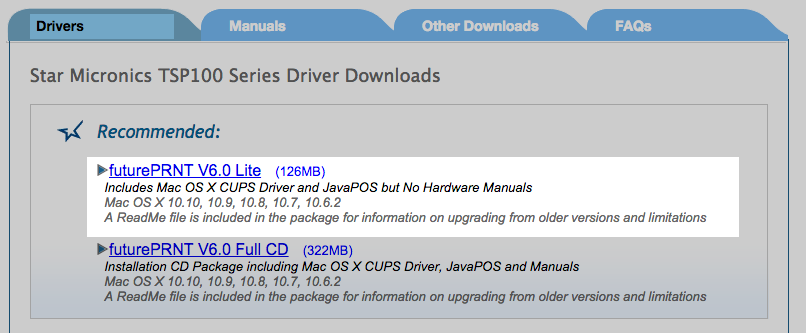 Drivers Manuals Other Downloads FAQs
Star Micronics TSP100 Series Driver Downloads
Recommended:
futurePRNT V6.0 Lite (126MB)
Includes Mac OS X CUPS Driver and JavaPOS but No Hardware Manuals
Mac OS X 10.10, 10.9, 10.8, 10.7, 10.6.2
A ReadMe file is included in the package for information on upgrading from older versions and limitations
futurePRNT V6.0 Full CD (322MB)
Installation CD Package including Mac OS X CUPS Driver, JavaPOS and Manuals
Mac OS X 10.10, 10.9, 10.8, 10.7, 10.6.2
A ReadMe file is included in the package for information on upgrading from older versions and limitations